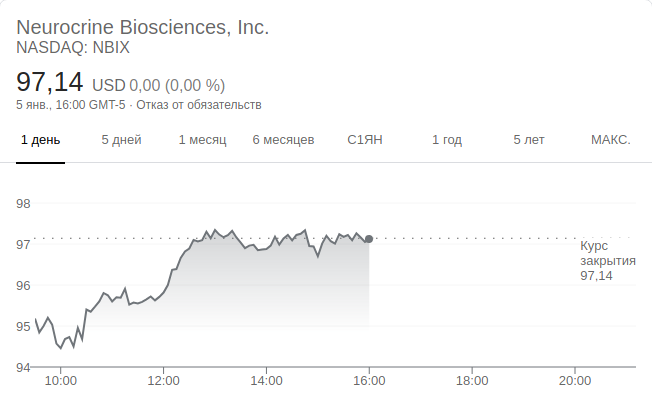 Neurocrine Biosciences, Inc.
NASDAQ: NBIX
97,14 USD 0,00 (0,00 %)
5 янв., 16:00 GMT-5 · Отказ от обязательств
1 день 5 дней 1 месяц 6 месяцев С1ЯН 1 год 5 лет МАКС.
98
97
Курс
закрытия
97,14
96
95
94
10:00 12:00 14:00 16:00 18:00 20:00